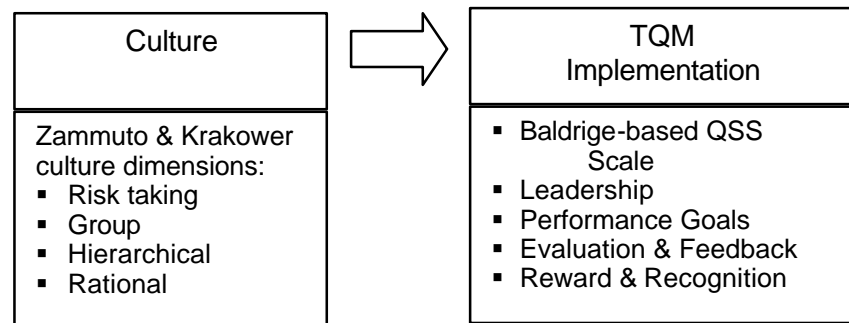 Culture
Zammuto & Krakower
culture dimensions:
▪ Risk taking
▪ Group
▪ Hierarchical
▪ Rational
TQM
Implementation
▪ Baldrige-based QSS
Scale
▪ Leadership
▪ Performance Goals
▪ Evaluation & Feedback
▪ Reward & Recognition